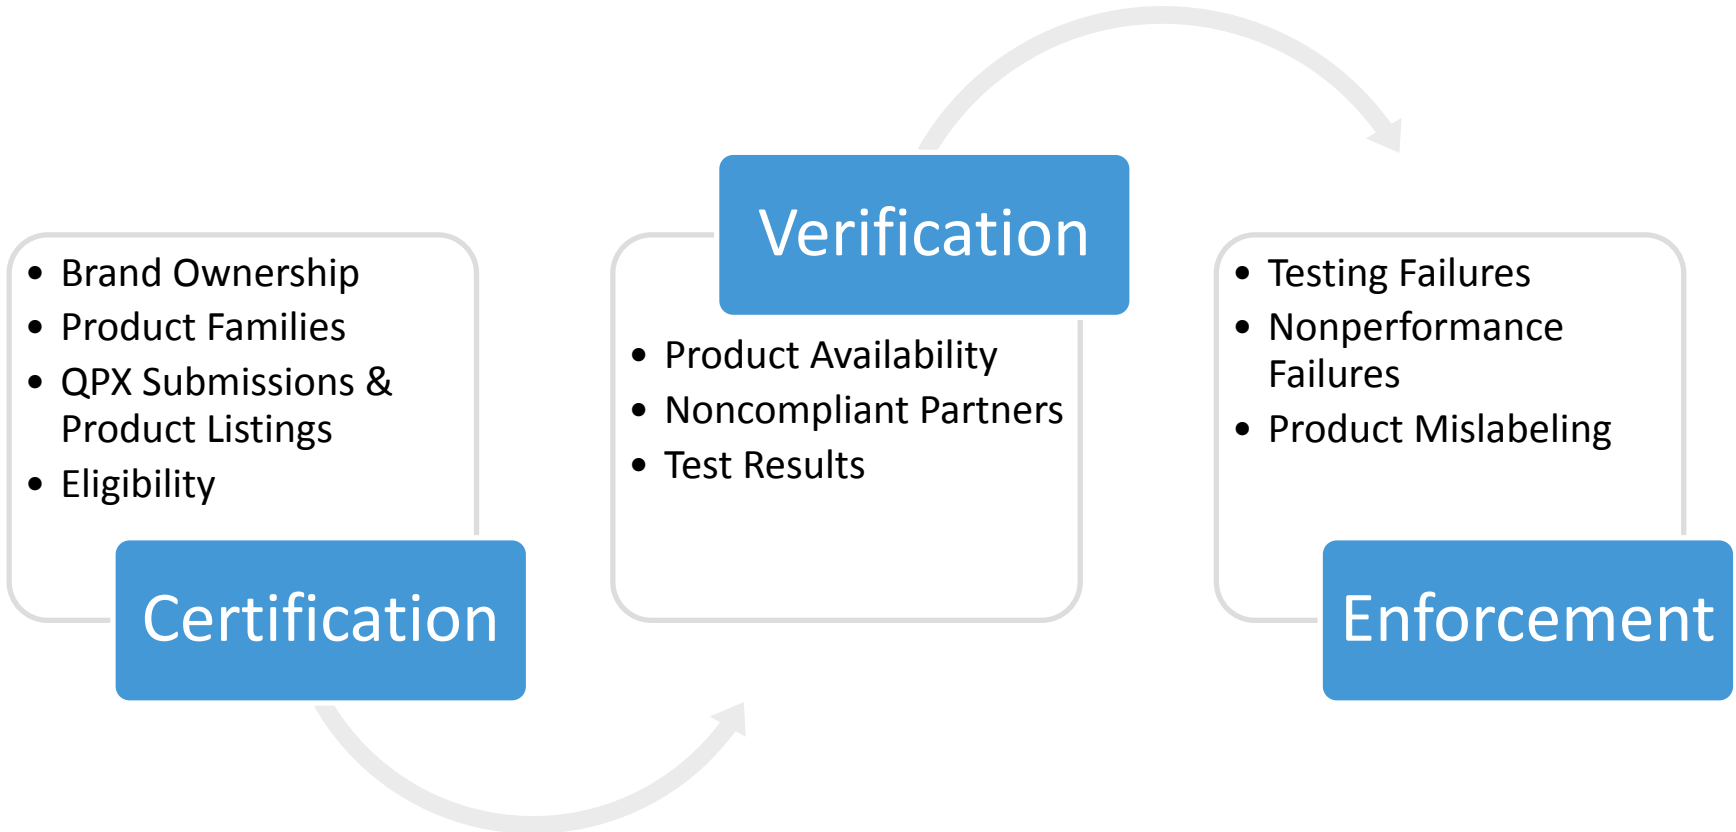 • Brand Ownership
• Product Families
• QPX Submissions &
Product Listings
• Eligibility
Certification
Verification
• Product Availability
• Noncompliant Partners
• Test Results
• Testing Failures
• Nonperformance
Failures
• Product Mislabeling
Enforcement